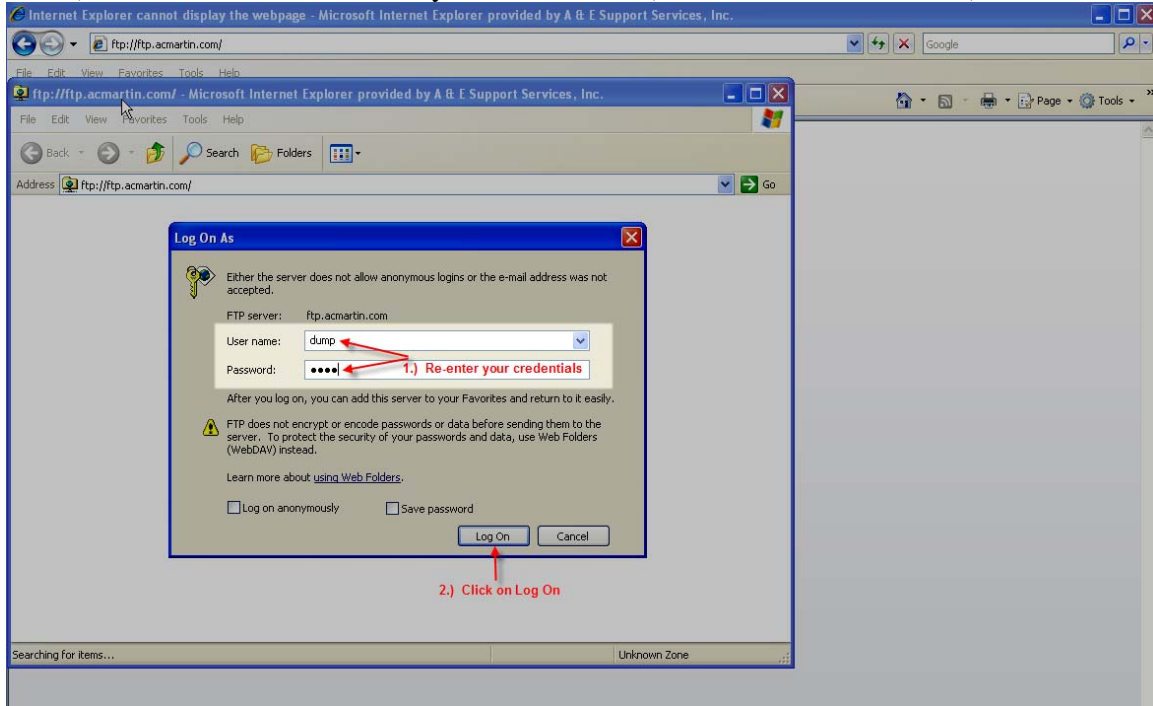 Internet Explorer cannot display the webpage - Microsoft Internet Explorer provided by A & E Support Services, Inc.
ftp://ftp.acmartin.com/
Google
File Edit View Favorites Tools Help
Page Tools
ftp://ftp.acmartin.com/ - Microsoft Internet Explorer provided by A & E Support Services, Inc.
File Edit View Favorites Tools Help
Back Search Folders
Address ftp://ftp.acmartin.com/ Go
Log On As
Either the server does not allow anonymous logins or the e-mail address was not
accepted.
FTP server: ftp.acmartin.com
User name: dump
Password: ●●●● 1.) Re-enter your credentials
After you log on, you can add this server to your Favorites and return to it easily.
FTP does not encrypt or encode passwords or data before sending them to the
server. To protect the security of your passwords and data, use Web Folders
(WebDAV) instead.
Learn more about using Web Folders.
Log on anonymously Save password
Log On Cancel
2.) Click on Log On
Searching for items... Unknown Zone